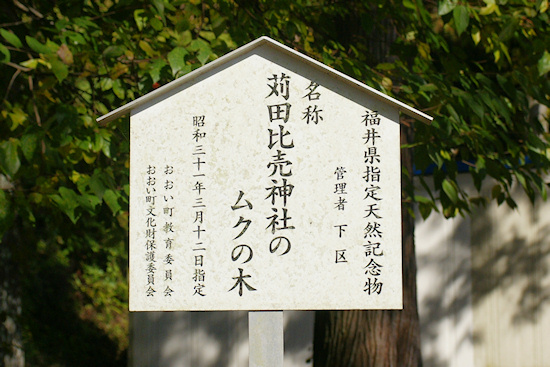 福井県指定天然記念物
管理者 下区
名称
苅田比売神社の
ムクの木
昭和三十一年三月十二日指定
おおい町教育委員会
おおい町文化財保護委員会